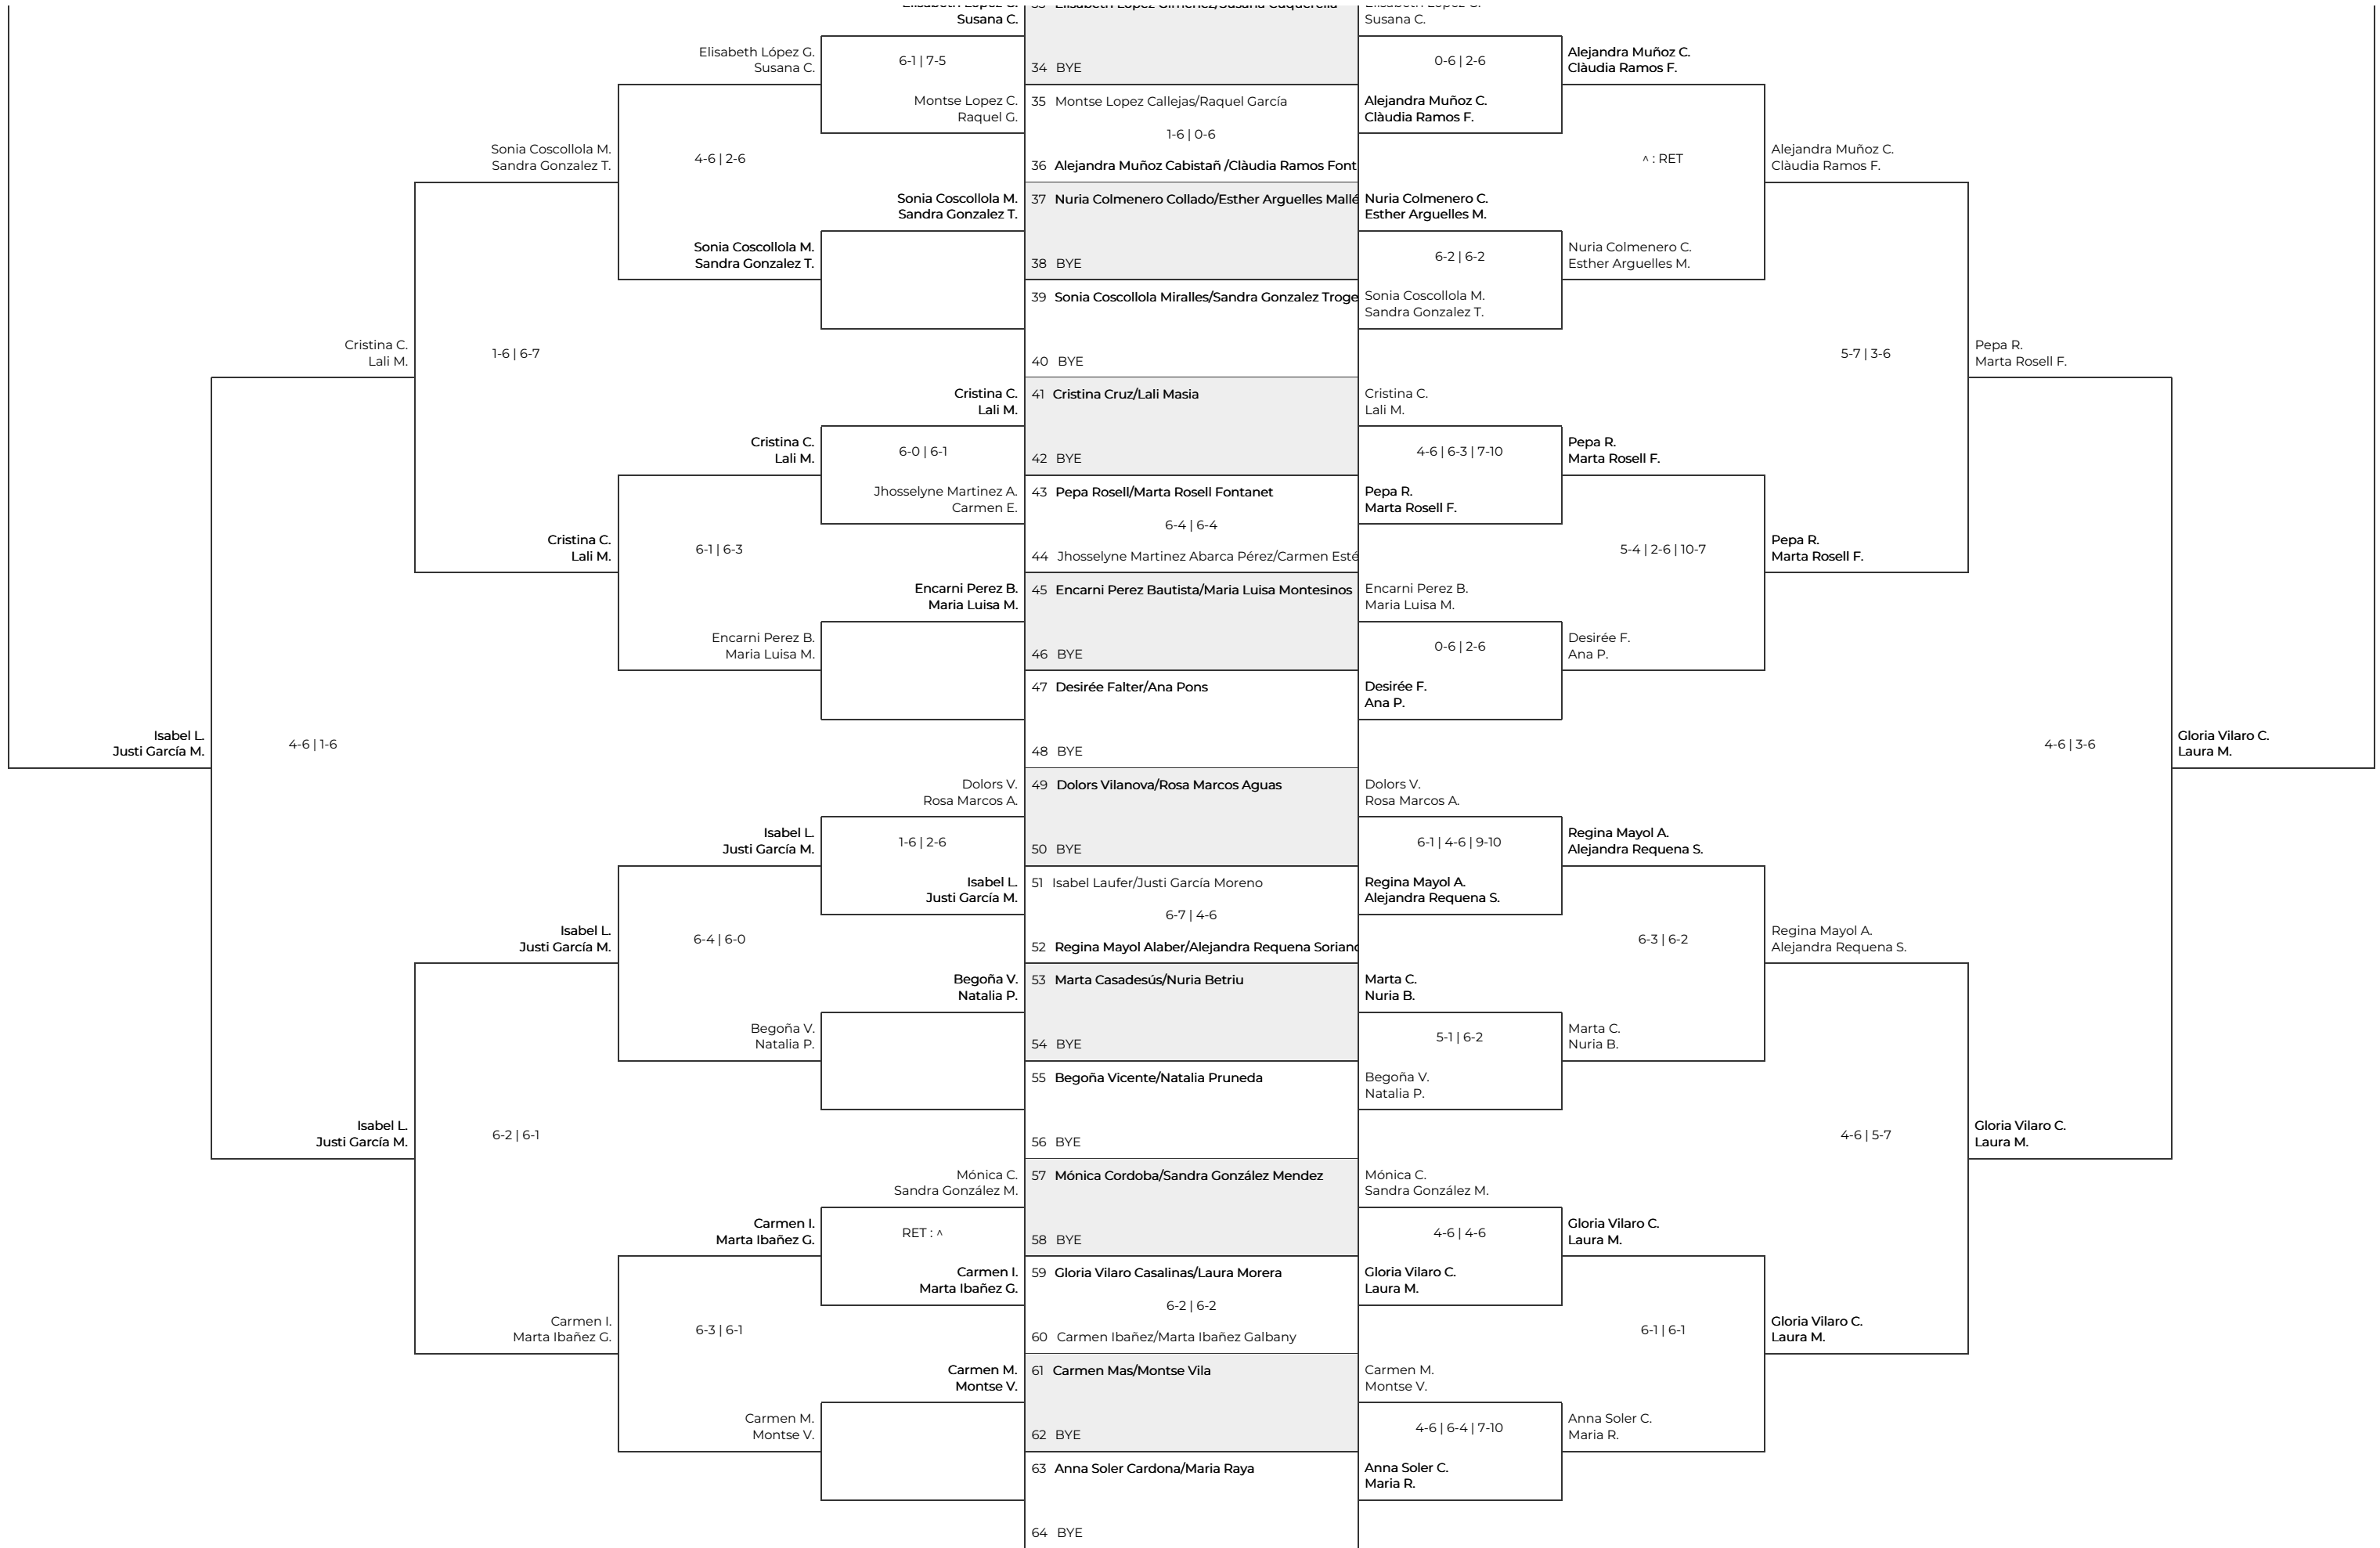 Susana C.
Susana C.
Elisabeth López G.
Susana C.
6-1 | 7-5
34 BYE
0-6 | 2-6
Alejandra Muñoz C.
Clàudia Ramos F.
Montse Lopez C.
Raquel G.
35 Montse Lopez Callejas/Raquel García
1-6 | 0-6
36 Alejandra Muñoz Cabistañ /Clàudia Ramos Font
Alejandra Muñoz C.
Clàudia Ramos F.
Sonia Coscollola M.
Sandra Gonzalez T.
4-6 | 2-6
^ : RET
Alejandra Muñoz C.
Clàudia Ramos F.
Sonia Coscollola M.
Sandra Gonzalez T.
37 Nuria Colmenero Collado/Esther Arguelles Mallé
Nuria Colmenero C.
Esther Arguelles M.
Sonia Coscollola M.
Sandra Gonzalez T.
38 BYE
6-2 | 6-2
Nuria Colmenero C.
Esther Arguelles M.
39 Sonia Coscollola Miralles/Sandra Gonzalez Troge
Sonia Coscollola M.
Sandra Gonzalez T.
Cristina C.
Lali M.
1-6 | 6-7
40 BYE
5-7 | 3-6
Pepa R.
Marta Rosell F.
Cristina C.
Lali M.
41 Cristina Cruz/Lali Masia
Cristina C.
Lali M.
Cristina C.
Lali M.
6-0 | 6-1
42 BYE
4-6 | 6-3 | 7-10
Pepa R.
Marta Rosell F.
Jhosselyne Martinez A.
Carmen E.
43 Pepa Rosell/Marta Rosell Fontanet
6-4 | 6-4
44 Jhosselyne Martinez Abarca Pérez/Carmen Esté
Pepa R.
Marta Rosell F.
Cristina C.
Lali M.
6-1 | 6-3
5-4 | 2-6 | 10-7
Pepa R.
Marta Rosell F.
Encarni Perez B.
Maria Luisa M.
45 Encarni Perez Bautista/Maria Luisa Montesinos
Encarni Perez B.
Maria Luisa M.
Encarni Perez B.
Maria Luisa M.
46 BYE
0-6 | 2-6
Desirée F.
Ana P.
47 Desirée Falter/Ana Pons
Desirée F.
Ana P.
Isabel L.
Justi García M.
4-6 | 1-6
48 BYE
4-6 | 3-6
Gloria Vilaro C.
Laura M.
Dolors V.
Rosa Marcos A.
49 Dolors Vilanova/Rosa Marcos Aguas
Dolors V.
Rosa Marcos A.
Isabel L.
Justi García M.
1-6 | 2-6
50 BYE
6-1 | 4-6 | 9-10
Regina Mayol A.
Alejandra Requena S.
Isabel L.
Justi García M.
51 Isabel Laufer/Justi García Moreno
6-7 | 4-6
52 Regina Mayol Alaber/Alejandra Requena Soriano
Regina Mayol A.
Alejandra Requena S.
Isabel L.
Justi García M.
6-4 | 6-0
6-3 | 6-2
Regina Mayol A.
Alejandra Requena S.
Begoña V.
Natalia P.
53 Marta Casadesús/Nuria Betriu
Marta C.
Nuria B.
Begoña V.
Natalia P.
54 BYE
5-1 | 6-2
Marta C.
Nuria B.
55 Begoña Vicente/Natalia Pruneda
Begoña V.
Natalia P.
Isabel L.
Justi García M.
6-2 | 6-1
56 BYE
4-6 | 5-7
Gloria Vilaro C.
Laura M.
Mónica C.
Sandra González M.
57 Mónica Cordoba/Sandra González Mendez
Mónica C.
Sandra González M.
Carmen I.
Marta Ibañez G.
RET : ^
58 BYE
4-6 | 4-6
Gloria Vilaro C.
Laura M.
Carmen I.
Marta Ibañez G.
59 Gloria Vilaro Casalinas/Laura Morera
6-2 | 6-2
60 Carmen Ibañez/Marta Ibañez Galbany
Gloria Vilaro C.
Laura M.
Carmen I.
Marta Ibañez G.
6-3 | 6-1
6-1 | 6-1
Gloria Vilaro C.
Laura M.
Carmen M.
Montse V.
61 Carmen Mas/Montse Vila
Carmen M.
Montse V.
Carmen M.
Montse V.
62 BYE
4-6 | 6-4 | 7-10
Anna Soler C.
Maria R.
63 Anna Soler Cardona/Maria Raya
Anna Soler C.
Maria R.
64 BYE